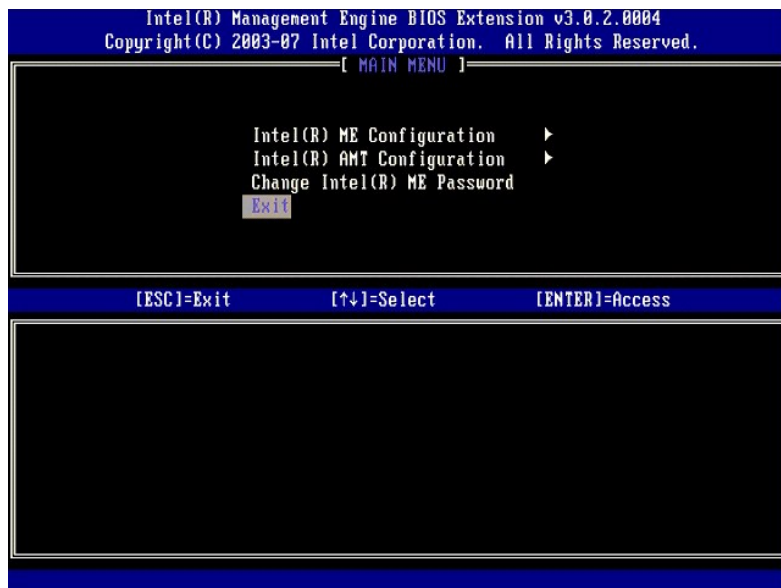 Intel(R) Management Engine BIOS Extension v3.0.2.0004
Copyright(C) 2003-07 Intel Corporation. All Rights Reserved.
[ MAIN MENU ]
Intel(R) ME Configuration ►
Intel(R) AMT Configuration ►
Change Intel(R) ME Password
Exit
[ESC]=Exit [↑↓]=Select [ENTER]=Access